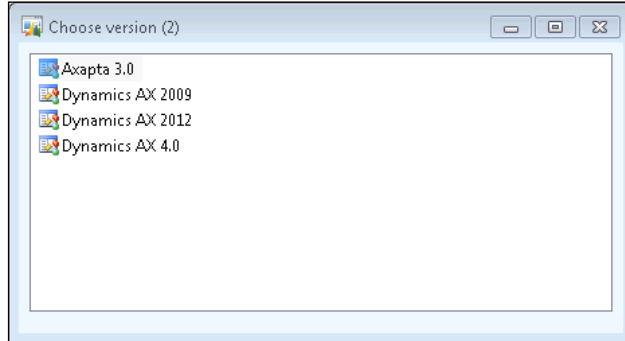 Choose version (2)
Axapta 3.0
Dynamics AX 2009
Dynamics AX 2012
Dynamics AX 4.0